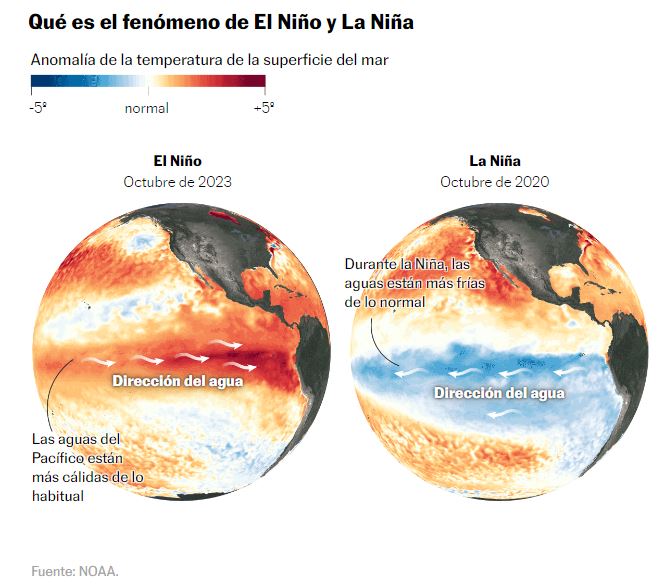 Qué es el fenómeno de El Niño y La Niña
Anomalía de la temperatura de la superficie del mar
-5º
normal
+5º
El Niño
Octubre de 2023
La Niña
Octubre de 2020
Durante la Niña, las
aguas están más frías
de lo normal
Dirección del agua
Dirección del agua
Las aguas del
Pacífico están
más cálidas de lo
habitual
Fuente: NOAA.